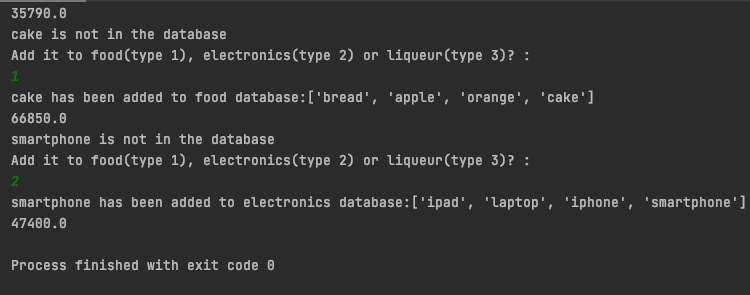 35790.0
cake is not in the database
Add it to food(type 1), electronics(type 2) or liqueur(type 3)? :
1
cake has been added to food database:['bread', 'apple', 'orange', 'cake']
66850.0
smartphone is not in the database
Add it to food(type 1), electronics(type 2) or liqueur(type 3)? :
2
smartphone has been added to electronics database:['ipad', 'laptop', 'iphone', 'smartphone']
47400.0
Process finished with exit code 0